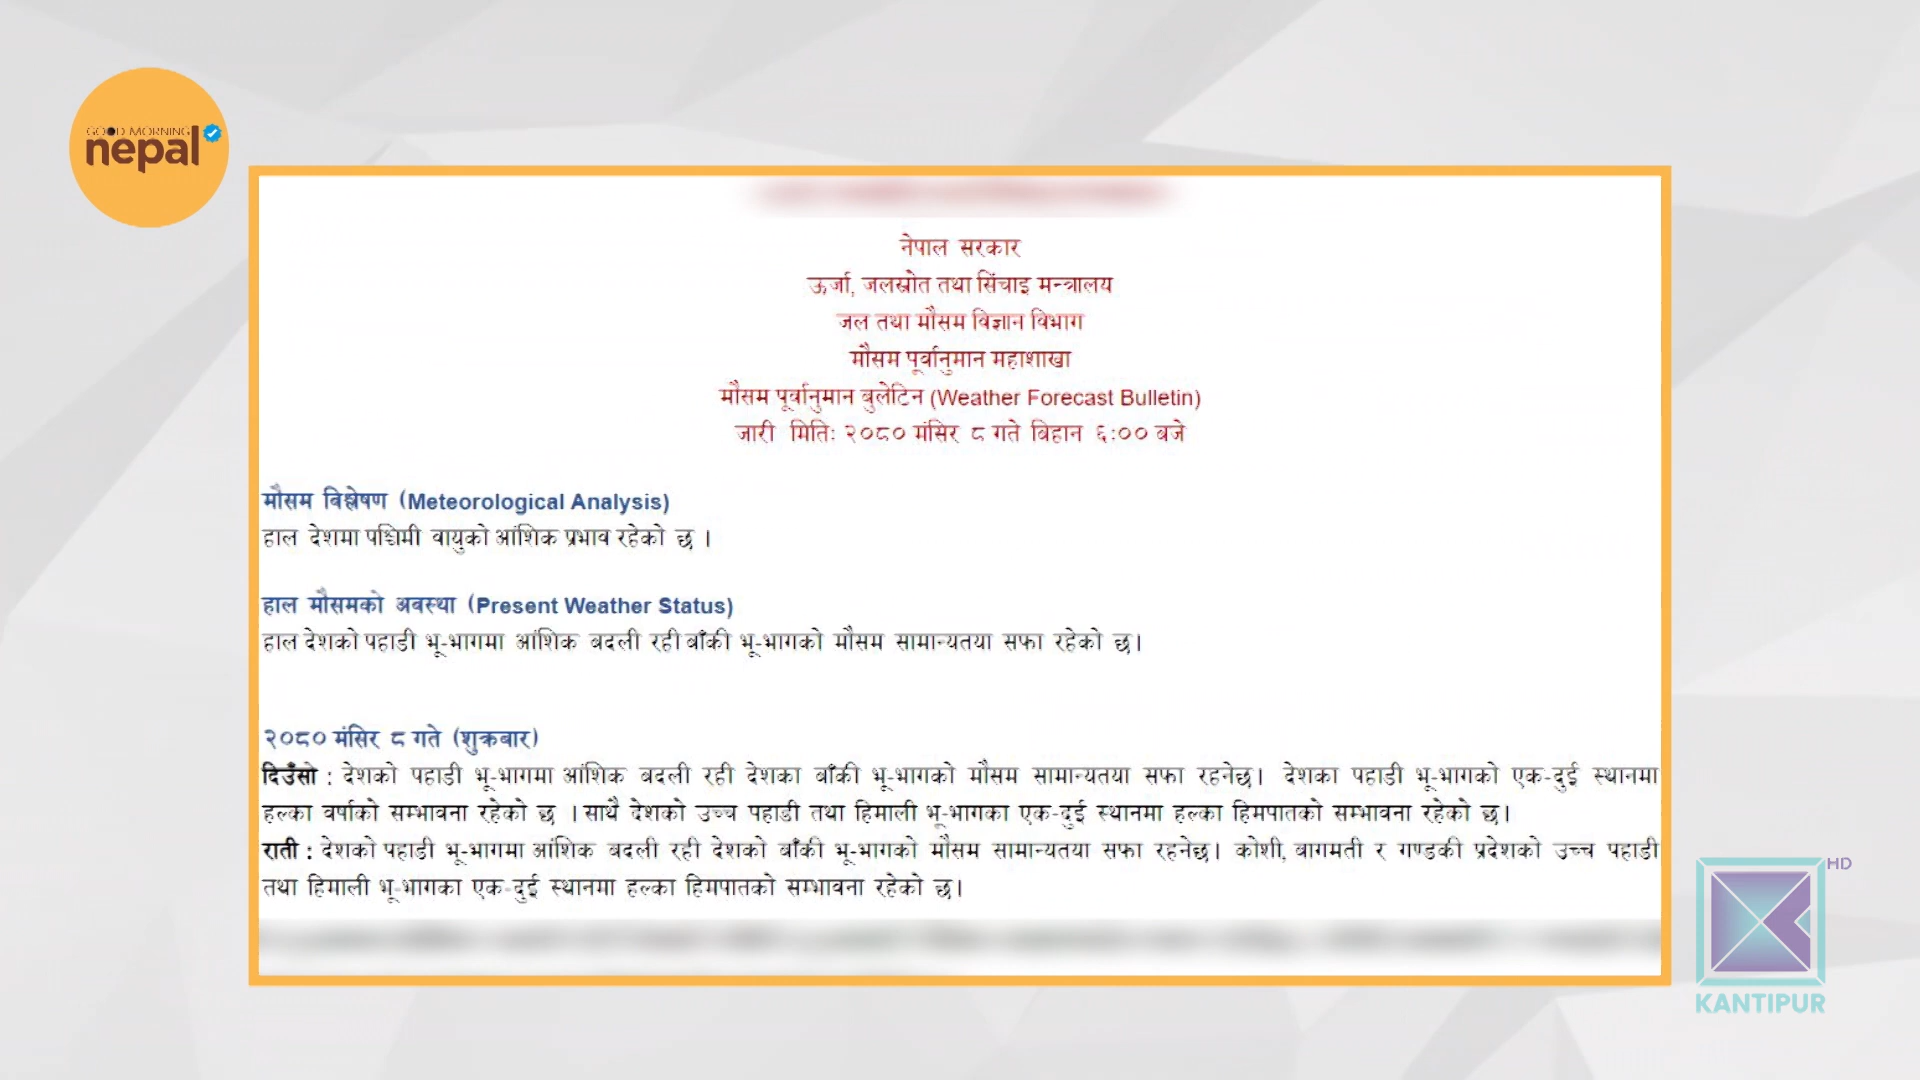 GOOD MORNING
nepal
नेपाल सरकार
ऊर्जा, जलस्रोत तथा सिंचाइ मन्त्रालय
जल तथा मौसम विज्ञान विभाग
मौसम पूर्वानुमान महाशाखा
मौसम पूर्वानुमान बुलेटिन (Weather Forecast Bulletin)
जारी मितिः २०८० मंसिर ८ गते बिहान ६:०० बजे
मौसम विश्लेषण (Meteorological Analysis)
हाल देशमा पश्चिमी वायुको आंशिक प्रभाव रहेको छ ।
हाल मौसमको अवस्था (Present Weather Status)
हाल देशको पहाडी भू-भागमा आंशिक बदली रही बाँकी भू-भागको मौसम सामान्यतया सफा रहेको छ।
२०८० मंसिर ८ गते (शुक्रबार)
दिउँसो : देशको पहाडी भू-भागमा आंशिक बदली रही देशका बाँकी भू-भागको मौसम सामान्यतया सफा रहनेछ। देशका पहाडी भू-भागको एक-दुई स्थानमा
हल्का वर्षाको सम्भावना रहेको छ । साथै देशको उच्च पहाडी तथा हिमाली भू-भागका एक-दुई स्थानमा हल्का हिमपातको सम्भावना रहेको छ।
राती : देशको पहाडी भू-भागमा आंशिक बदली रही देशको बाँकी भू-भागको मौसम सामान्यतया सफा रहनेछ। कोशी, बागमती र गण्डकी प्रदेशको उच्च पहाडी
तथा हिमाली भू-भागका एक-दुई स्थानमा हल्का हिमपातको सम्भावना रहेको छ।
HD
KANTIPUR